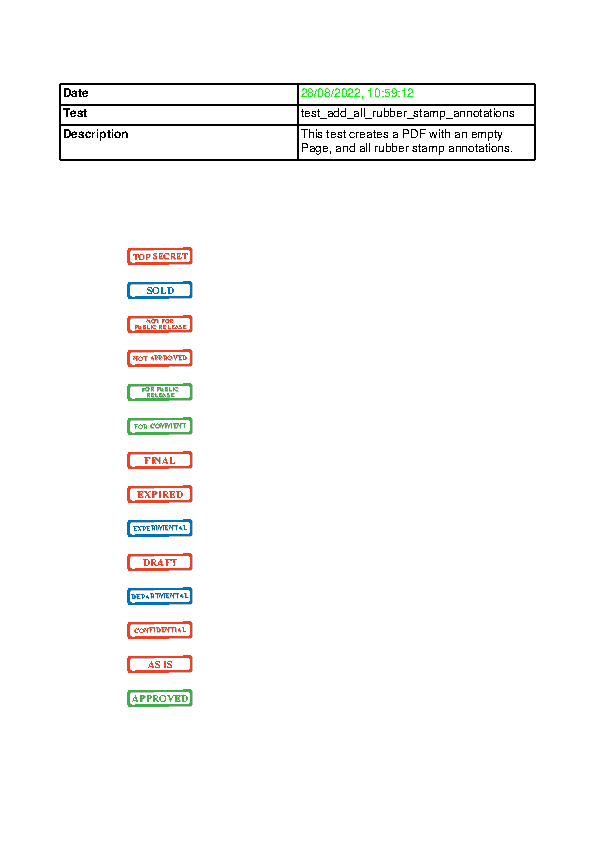 Date 28/08/2022, 10:59:12
Test test_add_all_rubber_stamp_annotations
Description This test creates a PDF with an empty
Page, and all rubber stamp annotations.
TOP SECRET
SOLD
NOT FOR
PUBLIC RELEASE
NOT APPROVED
FOR PUBLIC
RELEASE
FOR COMMENT
FINAL
EXPIRED
EXPERIMENTAL
DRAFT
DEPARTMENTAL
CONFIDENTIAL
AS IS
APPROVED